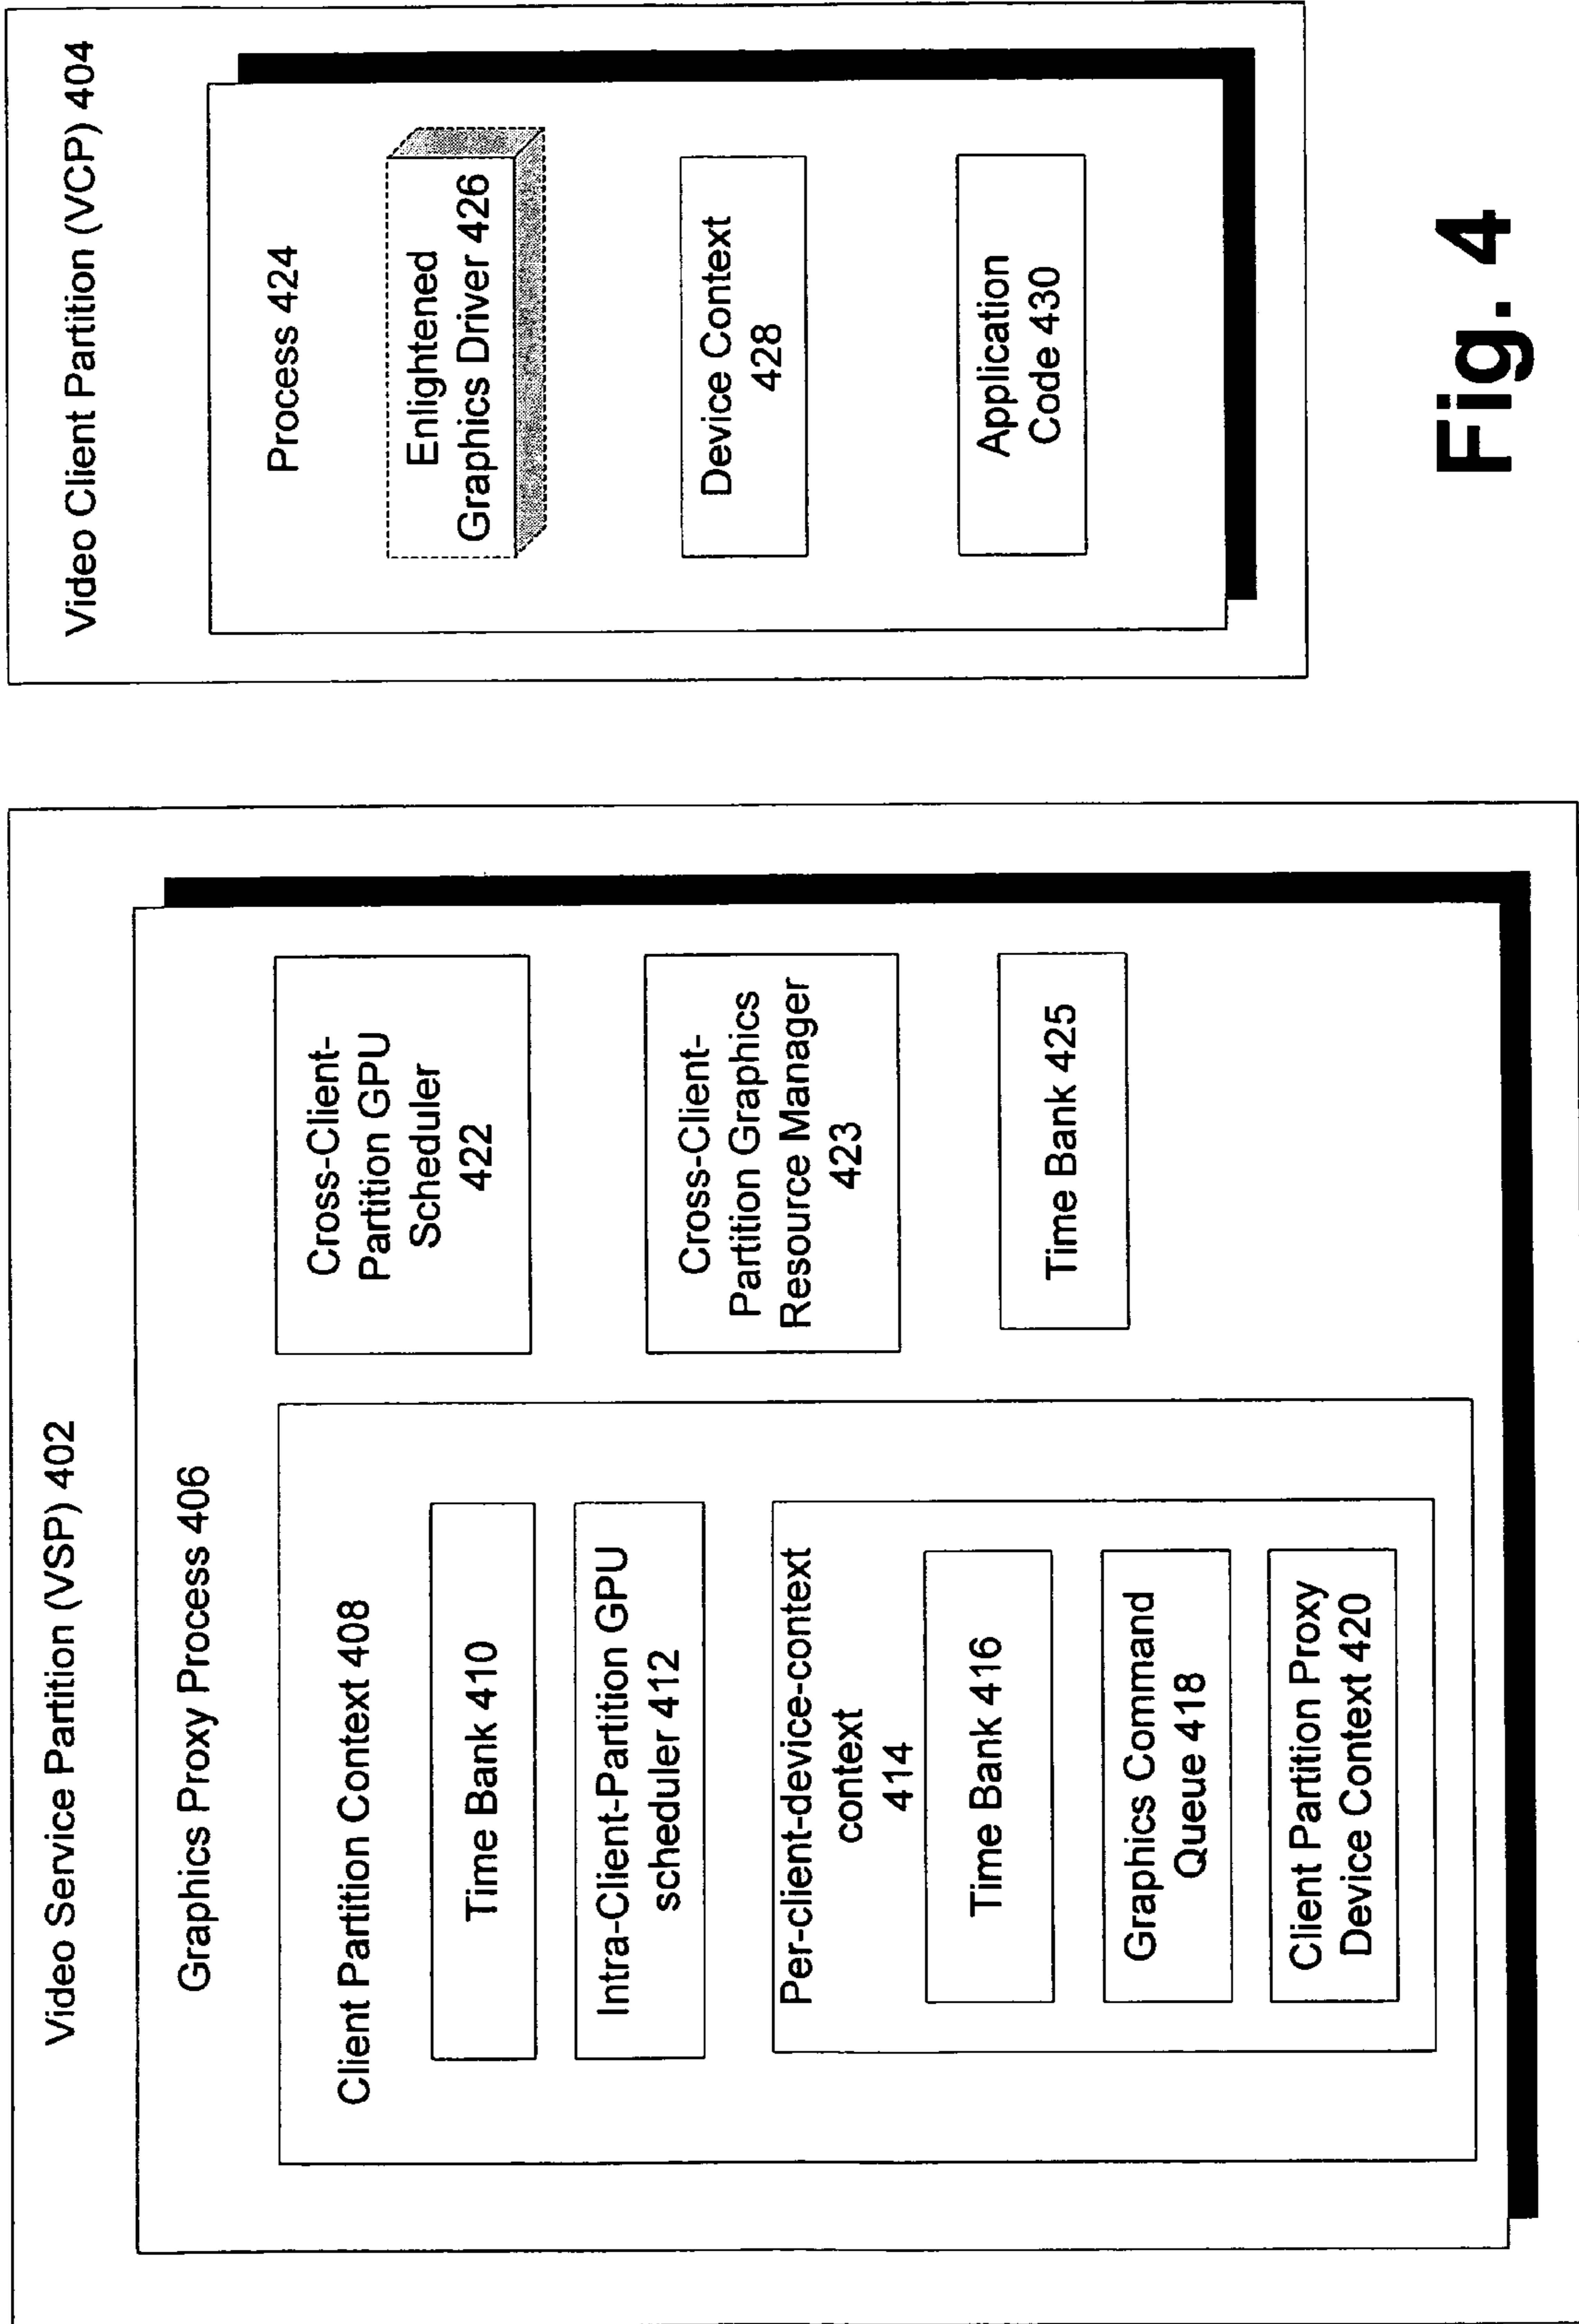 Video Service Partition (VSP) 402
Graphics Proxy Process 406
Client Partition Context 408
Time Bank 410
Intra-Client-Partition GPU
scheduler 412
Per-client-device-context
context
414
Time Bank 416
Graphics Command
Queue 418
Client Partition Proxy
Device Context 420
Cross-Client-
Partition GPU
Scheduler
422
Cross-Client-
Partition Graphics
Resource Manager
423
Time Bank 425
Video Client Partition (VCP) 404
Process 424
Enlightened
Graphics Driver 426
Device Context
428
Application
Code 430
Fig. 4